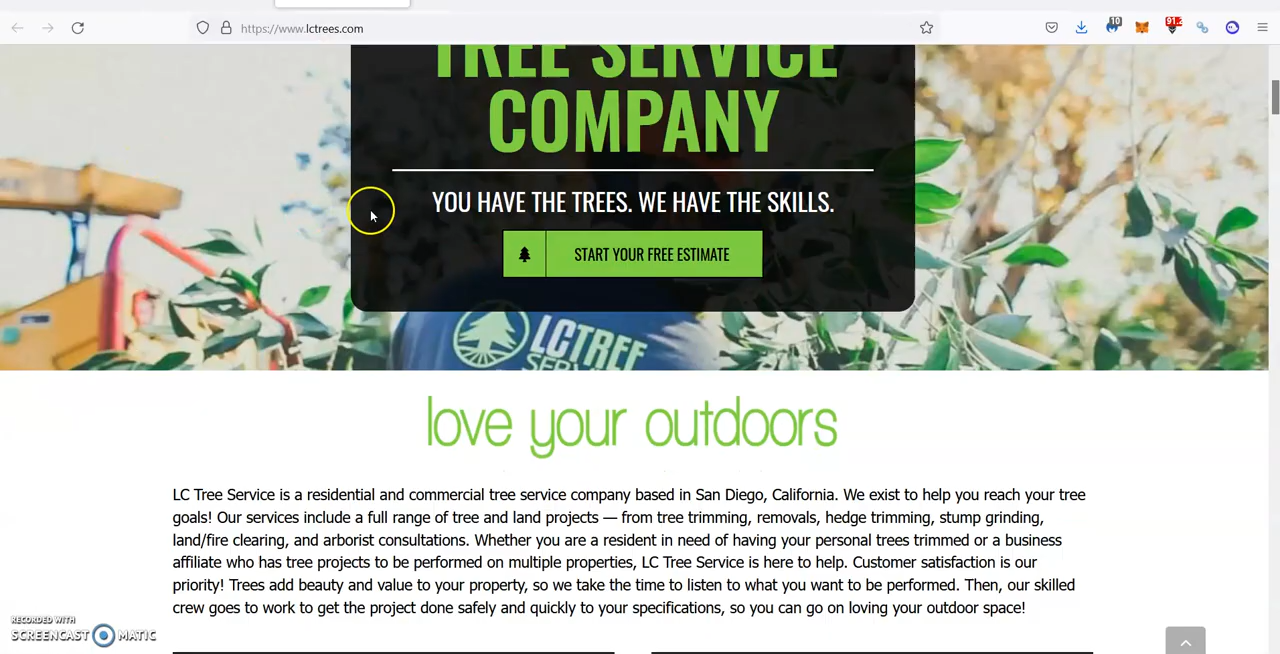 10
91.2
https://www.lctrees.com
TREE SERVICE
COMPANY
YOU HAVE THE TREES. WE HAVE THE SKILLS.
START YOUR FREE ESTIMATE
LCTREE
SERVICE
love your outdoors
LC Tree Service is a residential and commercial tree service company based in San Diego, California. We exist to help you reach your tree
goals! Our services include a full range of tree and land projects — from tree trimming, removals, hedge trimming, stump grinding,
land/fire clearing, and arborist consultations. Whether you are a resident in need of having your personal trees trimmed or a business
affiliate who has tree projects to be performed on multiple properties, LC Tree Service is here to help. Customer satisfaction is our
priority! Trees add beauty and value to your property, so we take the time to listen to what you want to be performed. Then, our skilled
crew goes to work to get the project done safely and quickly to your specifications, so you can go on loving your outdoor space!
RECORDED WITH
SCREENCAST MATIC